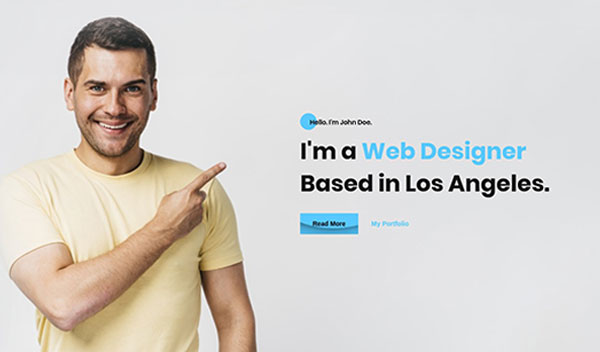 Hello. I'm John Doe.
I'm a Web Designer
Based in Los Angeles.
Read More My Portfolio